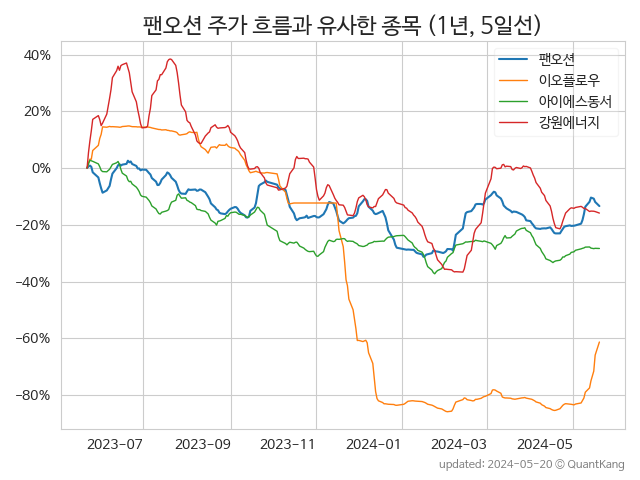 팬오션 주가 흐름과 유사한 종목 (1년, 5일선)
팬오션
이오플로우
아이에스동서
강원에너지
40%
20%
0%
−20%
−40%
−60%
−80%
2023-07
2023-09
2023-11
2024-01
2024-03
2024-05
updated: 2024-05-20 © QuantKang